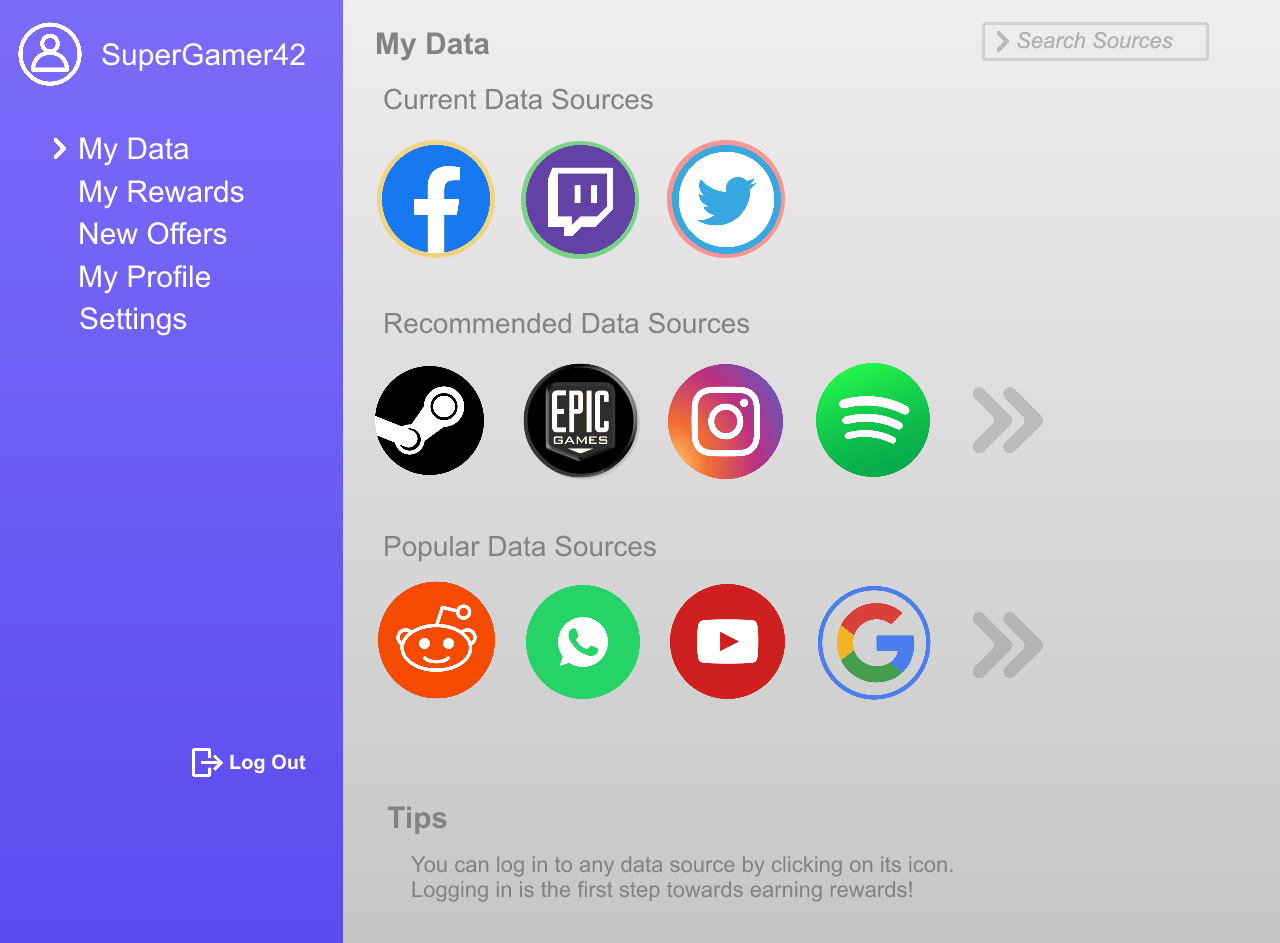 SuperGamer42
My Data
My Rewards
New Offers
My Profile
Settings
Log Out
My Data
Search Sources
Current Data Sources
Recommended Data Sources
EPIC
GAMES
Popular Data Sources
Tips
You can log in to any data source by clicking on its icon.
Logging in is the first step towards earning rewards!